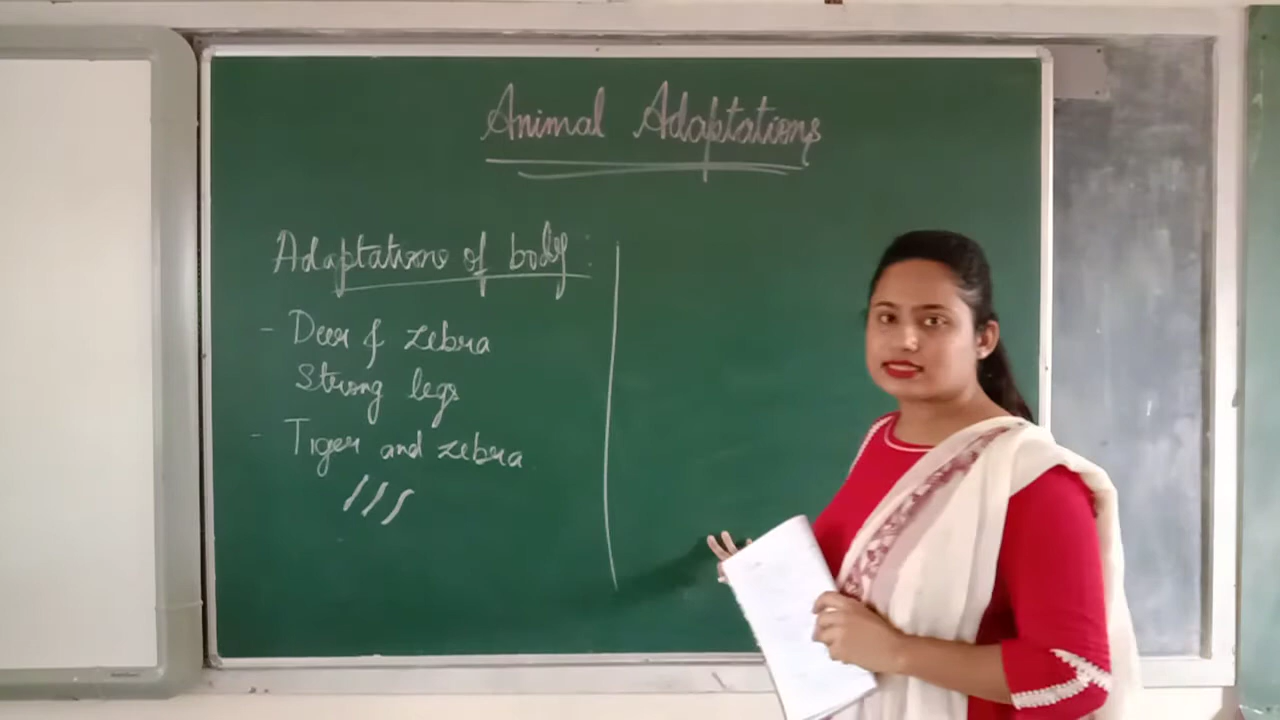 Animal Adaptations
Adaptations of body :
- Deer & zebra
Strong legs
- Tiger and zebra